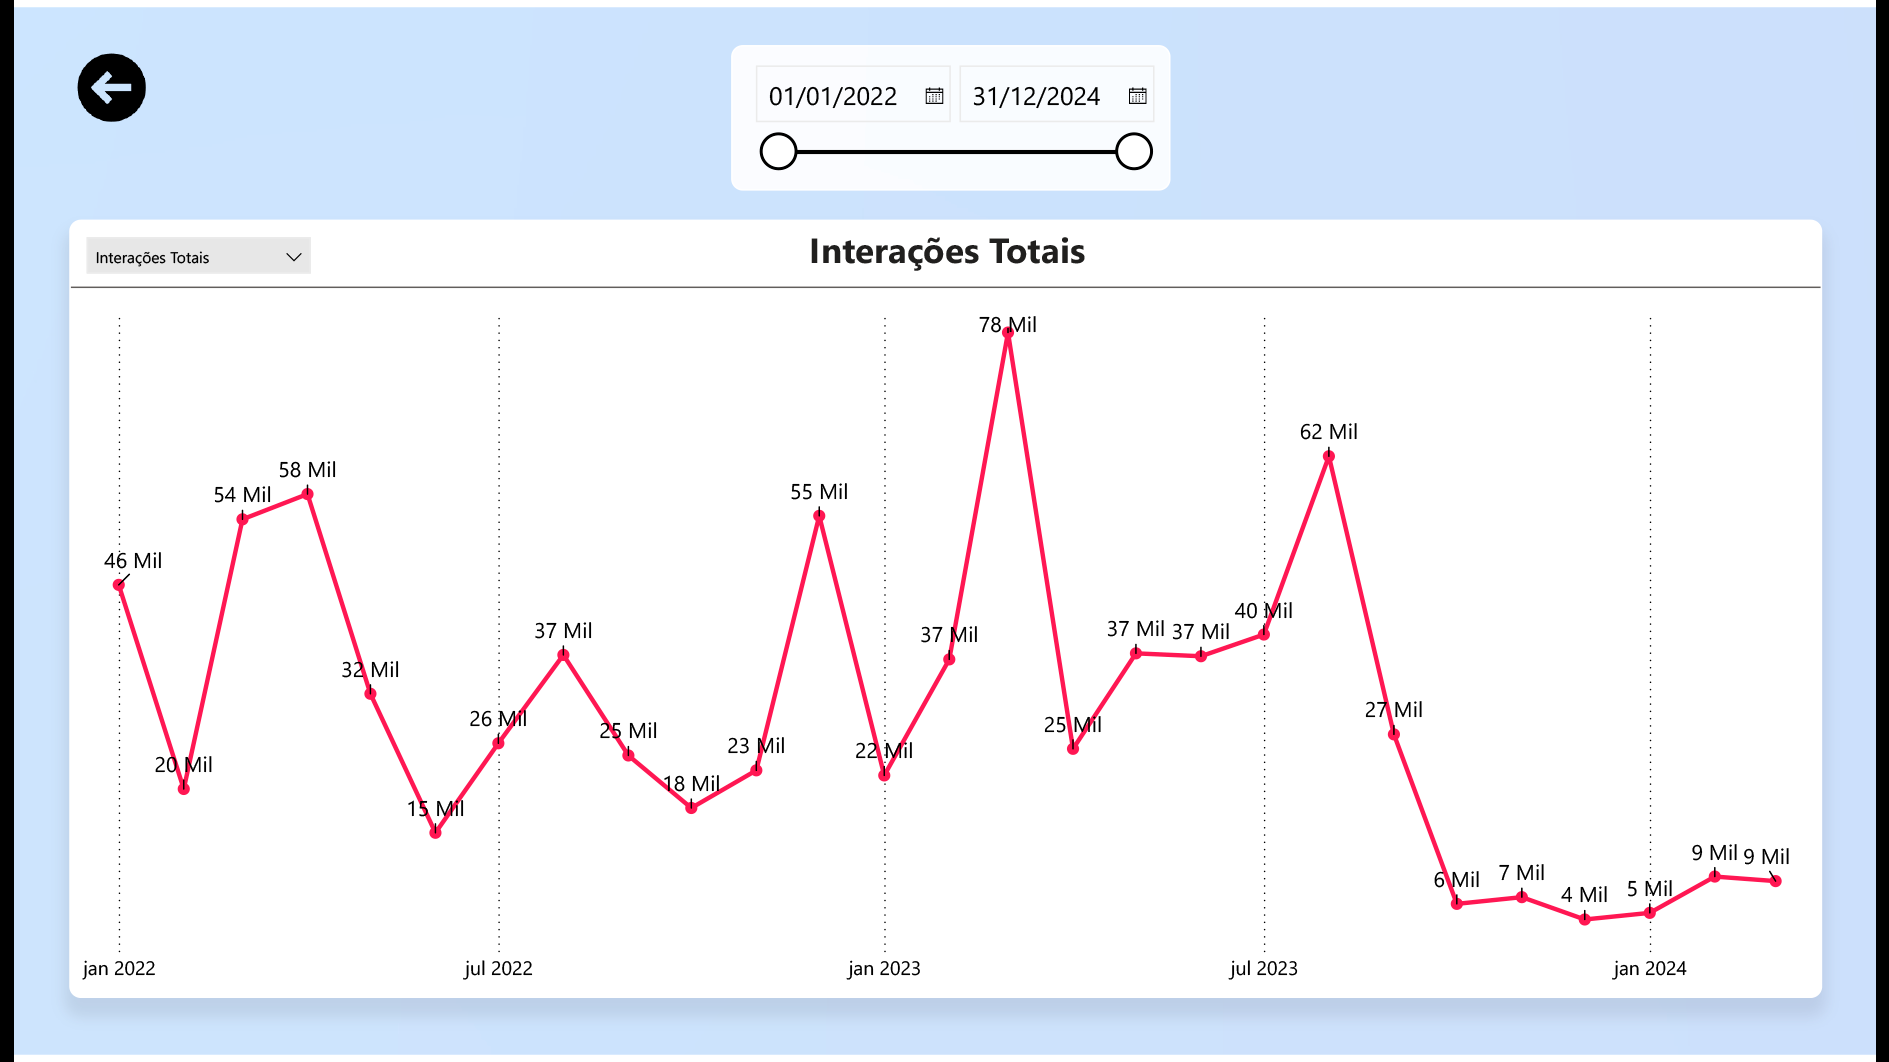 01/01/2022 31/12/2024
Interações Totais
Interações Totais
46 Mil
20 Mil
54 Mil
58 Mil
32 Mil
15 Mil
26 Mil
37 Mil
25 Mil
18 Mil
23 Mil
55 Mil
22 Mil
37 Mil
78 Mil
25 Mil
37 Mil
37 Mil
40 Mil
62 Mil
27 Mil
6 Mil
7 Mil
4 Mil
5 Mil
9 Mil
9 Mil
jan 2022 jul 2022 jan 2023 jul 2023 jan 2024